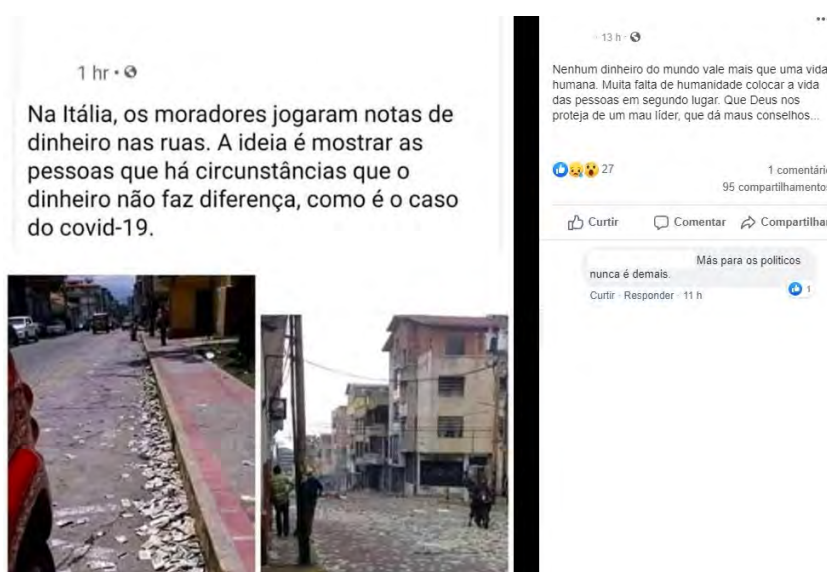 1 hr •
Na Itália, os moradores jogaram notas de
dinheiro nas ruas. A ideia é mostrar as
pessoas que há circunstâncias que o
dinheiro não faz diferença, como é o caso
do covid-19.
13 h ·
Nenhum dinheiro do mundo vale mais que uma vida
humana. Muita falta de humanidade colocar a vida
das pessoas em segundo lugar. Que Deus nos
proteja de um mau líder, que dá maus conselhos...
27
1 comentário
95 compartilhamentos
Curtir Comentar Compartilhar
Más para os politicos
nunca é demais.
Curtir · Responder · 11 h
1